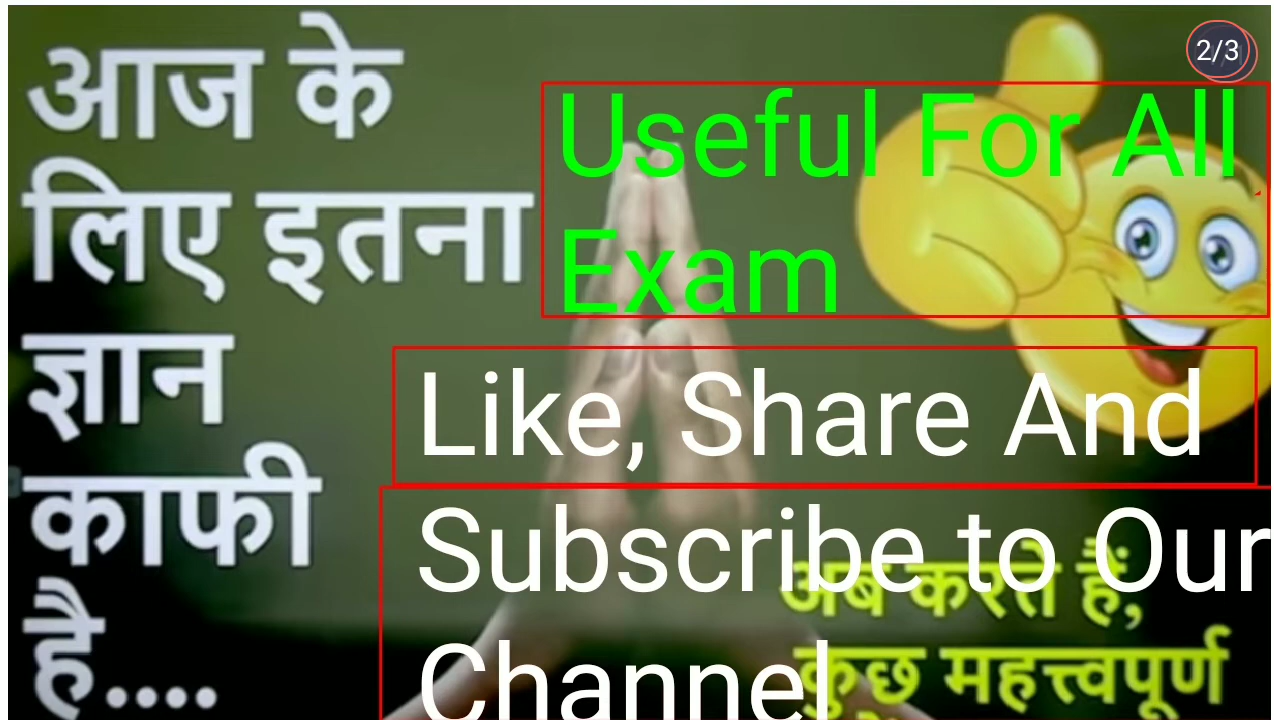 आज के
लिए इतना
ज्ञान
काफी
है....
2/3
Useful For All
Exam
Like, Share And
Subscribe to Our
Channel
अब करते हैं,
कुछ महत्त्वपूर्ण